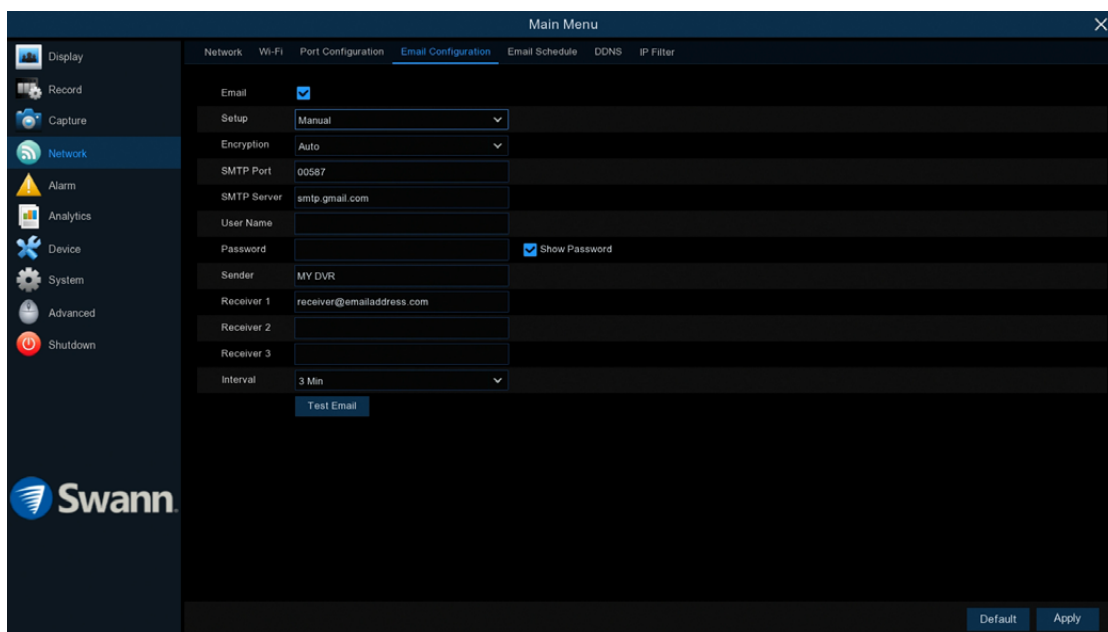 Main Menu
Display
Record
Capture
Network
Alarm
Analytics
Device
System
Advanced
Shutdown
Swann
Network Wi-Fi Port Configuration Email Configuration Email Schedule DDNS IP Filter
Email
Setup Manual
Encryption Auto
SMTP Port 00587
SMTP Server smtp.gmail.com
User Name
Password Show Password
Sender MY DVR
Receiver 1 receiver@emailaddress.com
Receiver 2
Receiver 3
Interval 3 Min
Test Email
Default Apply